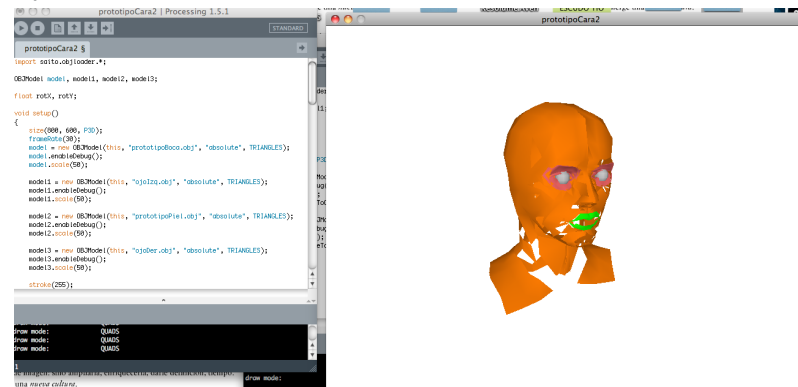 prototipoCara2 | Processing 1.5.1
STANDARD
prototipoCara2 §
import saito.objloader.*;
OBJModel model, model1, model2, model3;
float rotX, rotY;
void setup()
{
size(800, 600, P3D);
frameRate(30);
model = new OBJModel(this, "prototipoBoca.obj", "absolute", TRIANGLES);
model.enableDebug();
model.scale(50);
model1 = new OBJModel(this, "ojoIzq.obj", "absolute", TRIANGLES);
model1.enableDebug();
model1.scale(50);
model2 = new OBJModel(this, "prototipoPiel.obj", "absolute", TRIANGLES);
model2.enableDebug();
model2.scale(50);
model3 = new OBJModel(this, "ojoDer.obj", "absolute", TRIANGLES);
model3.enableDebug();
model3.scale(50);
stroke(255);
draw mode: QUADS
draw mode: QUADS
draw mode: QUADS
1
una nueva cultura.
draw mode:
prototipoCara2